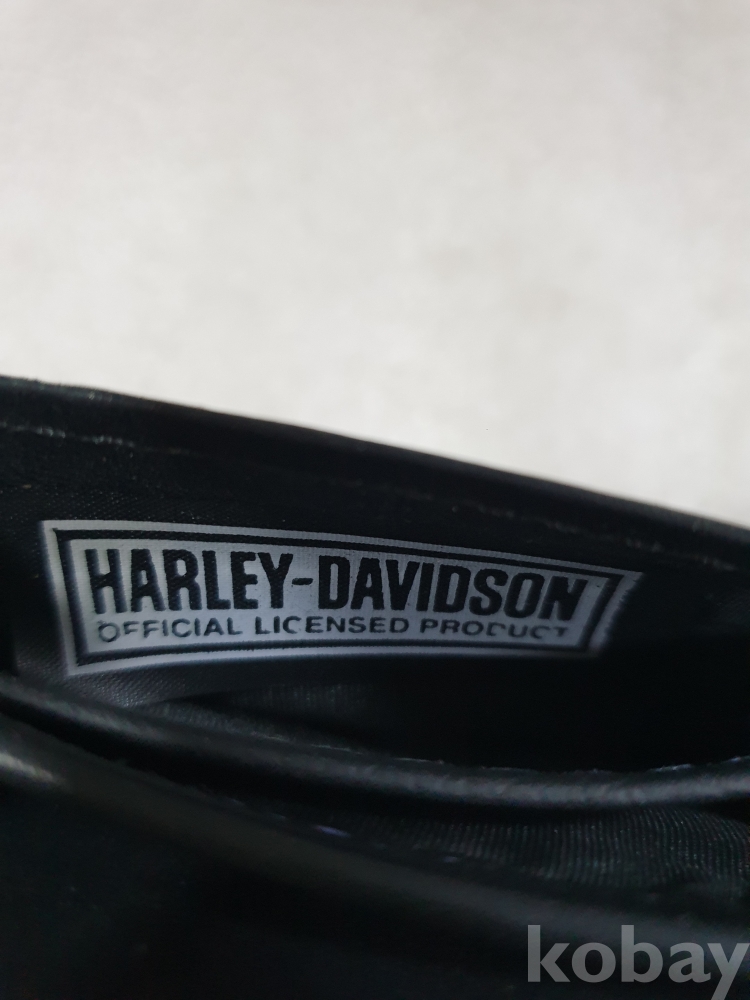 HARLEY-DAVIDSON
OFFICIAL LICENSED PRODUCT
kobay